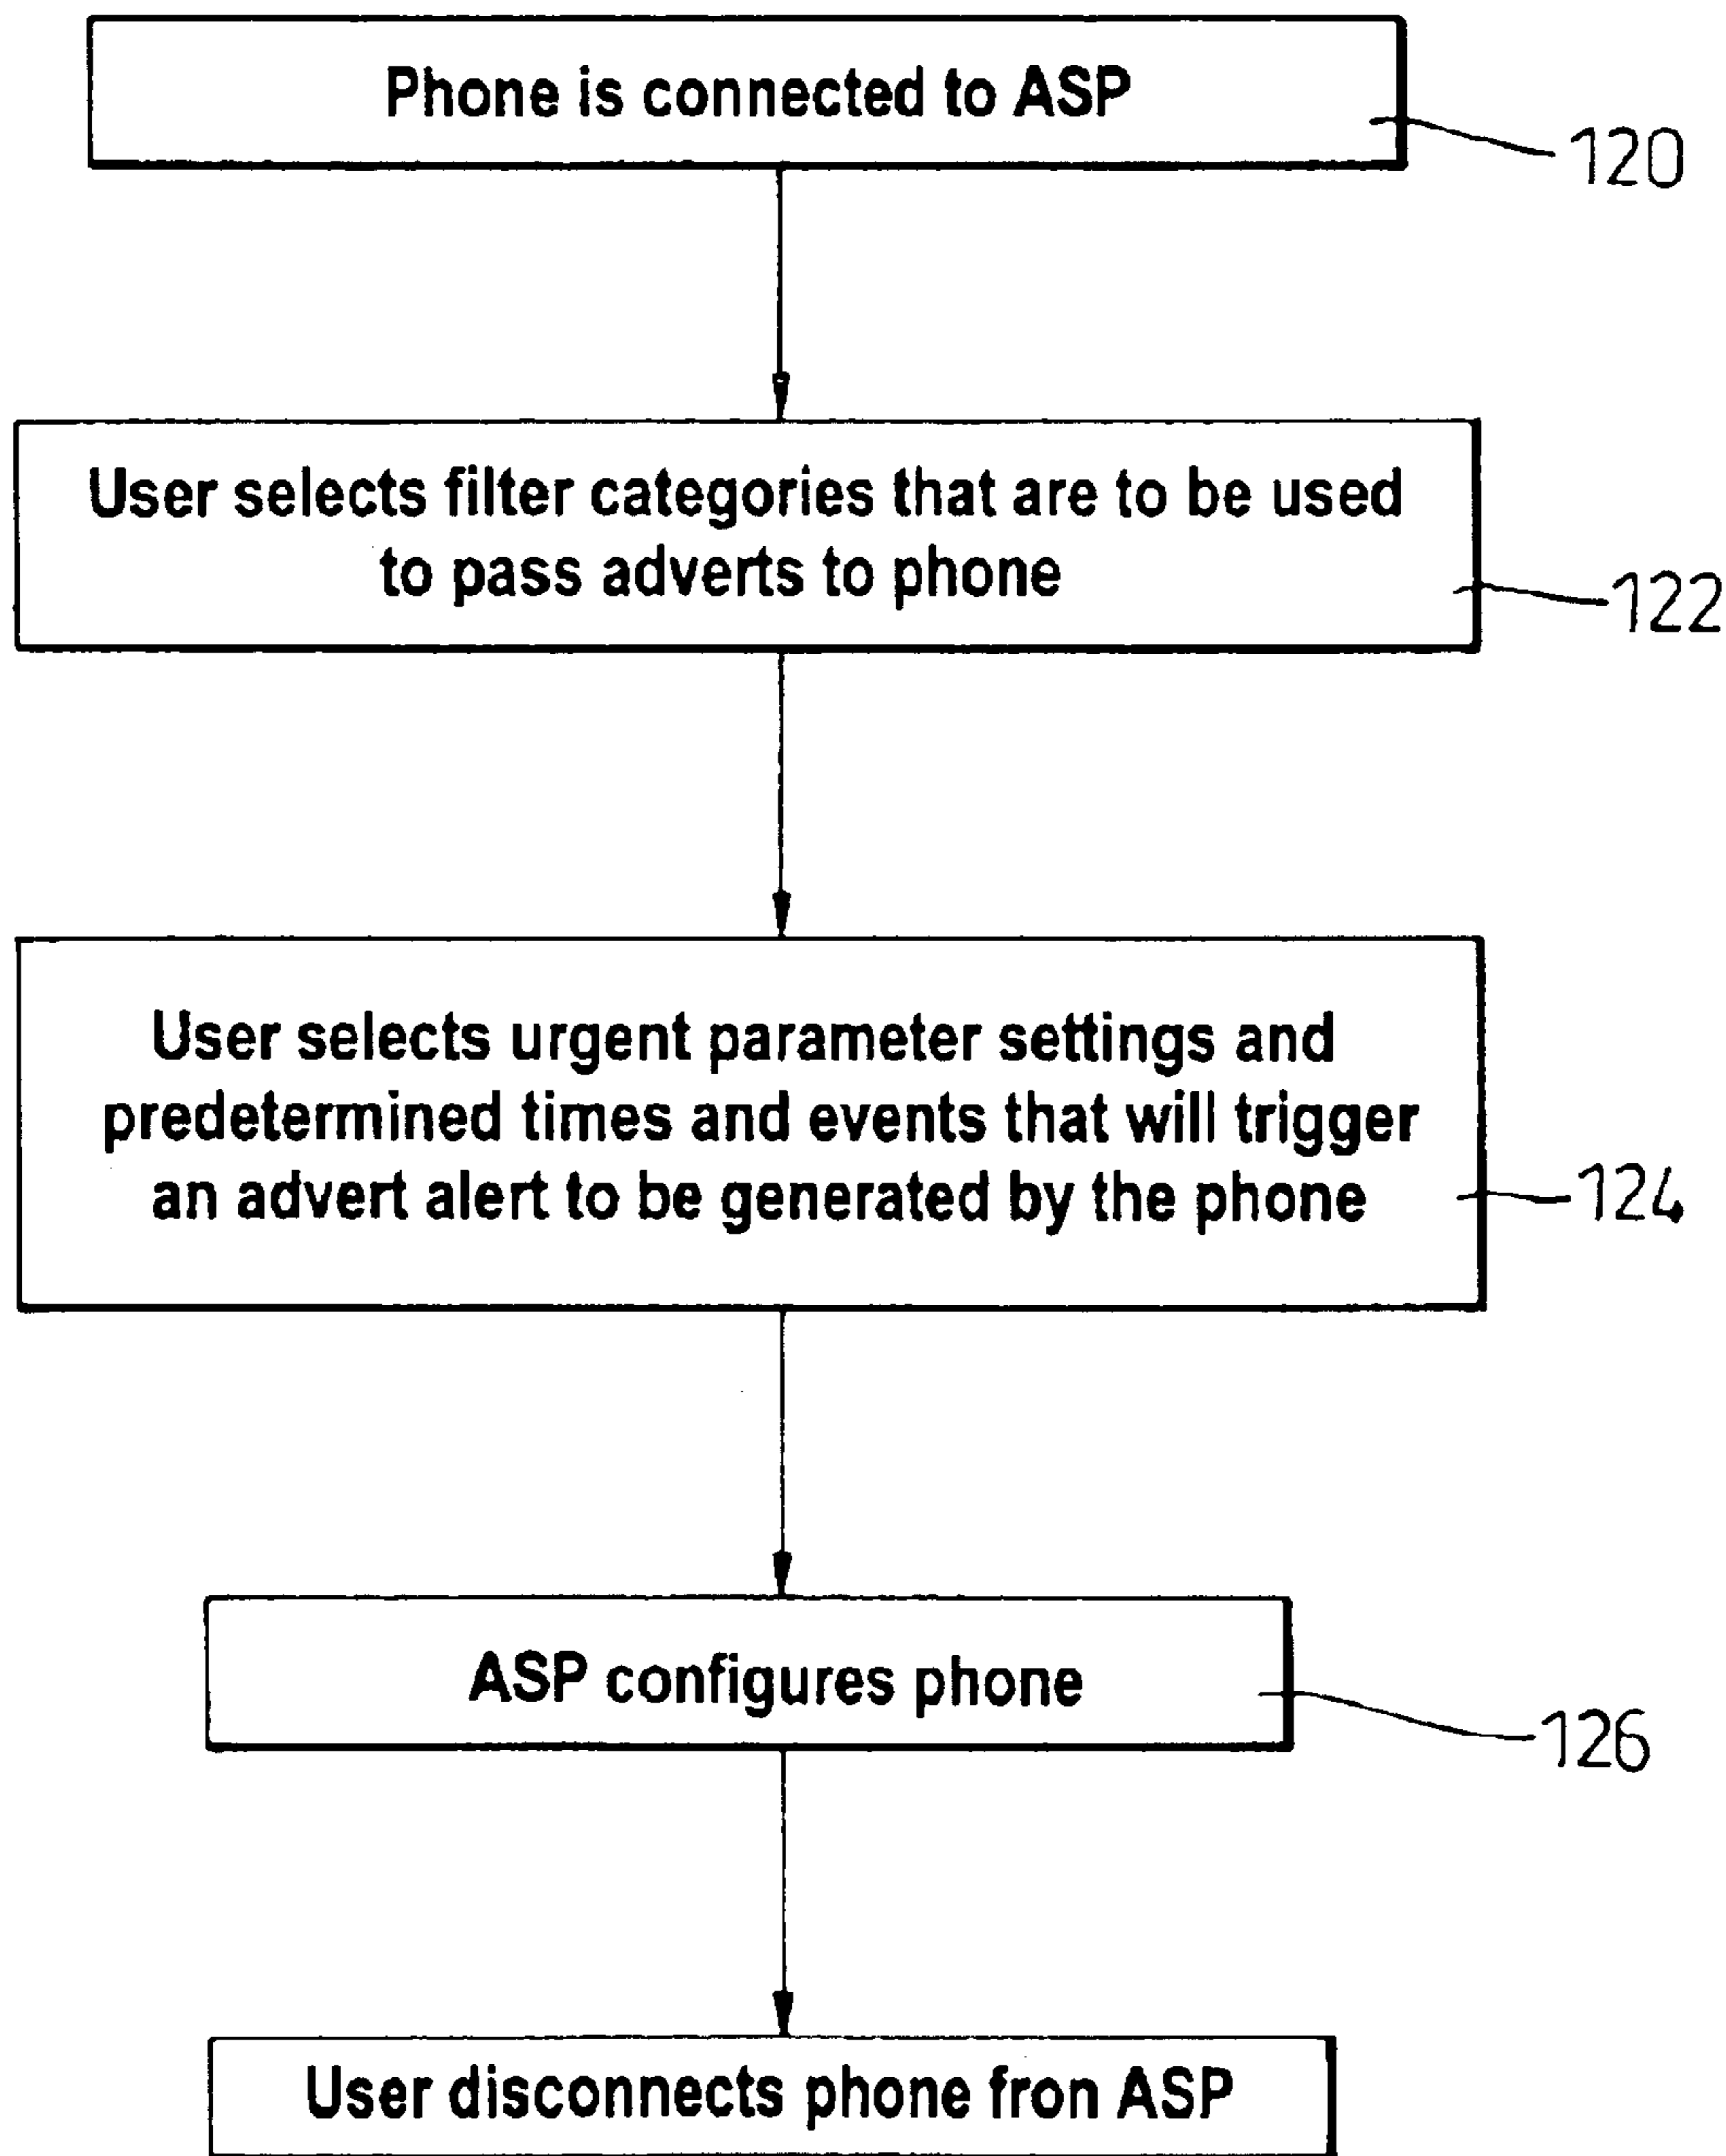 Phone is connected to ASP
120
User selects filter categories that are to be used
to pass adverts to phone
122
User selects urgent parameter settings and
predetermined times and events that will trigger
an advert alert to be generated by the phone
124
ASP configures phone
126
User disconnects phone fron ASP